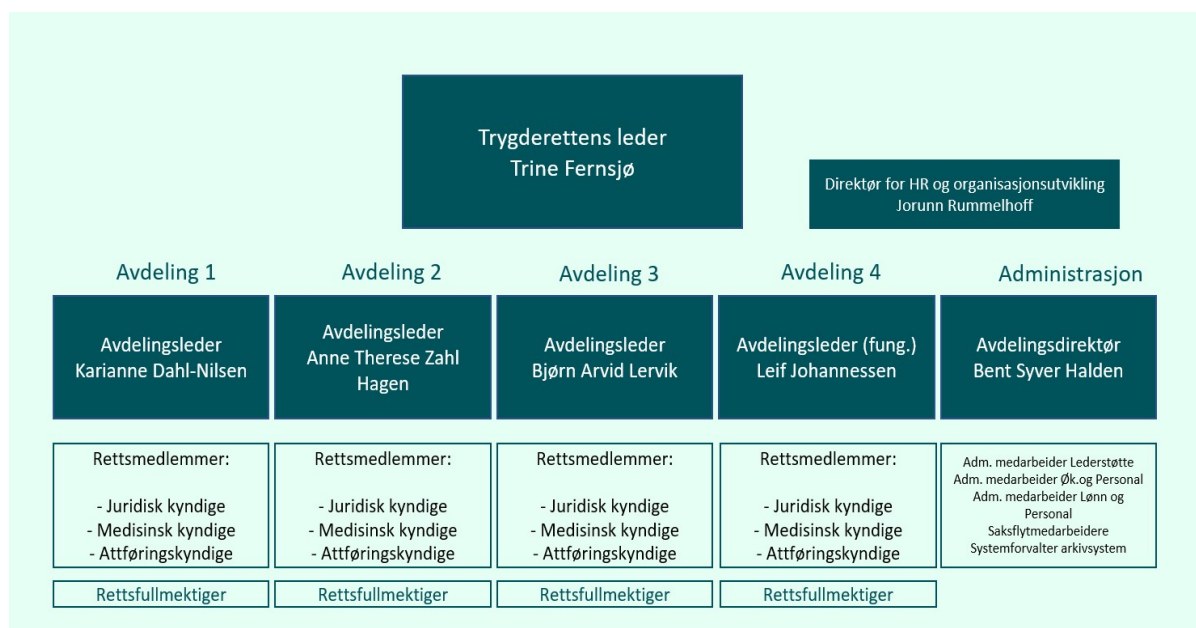 Trygderettens leder
Trine Fernsjø
Direktør for HR og organisasjonsutvikling
Jorunn Rummelhoff
Avdeling 1
Avdelingsleder
Karianne Dahl-Nilsen
Rettsmedlemmer:
- Juridisk kyndige
- Medisinsk kyndige
- Attføringskyndige
Rettsfullmektiger
Avdeling 2
Avdelingsleder
Anne Therese Zahl
Hagen
Rettsmedlemmer:
- Juridisk kyndige
- Medisinsk kyndige
- Attføringskyndige
Rettsfullmektiger
Avdeling 3
Avdelingsleder
Bjørn Arvid Lervik
Rettsmedlemmer:
- Juridisk kyndige
- Medisinsk kyndige
- Attføringskyndige
Rettsfullmektiger
Avdeling 4
Avdelingsleder (fung.)
Leif Johannessen
Rettsmedlemmer:
- Juridisk kyndige
- Medisinsk kyndige
- Attføringskyndige
Rettsfullmektiger
Administrasjon
Avdelingsdirektør
Bent Syver Halden
Adm. medarbeider Lederstøtte
Adm. medarbeider Øk.og Personal
Adm. medarbeider Lønn og
Personal
Saksflytmedarbeidere
Systemforvalter arkivsystem